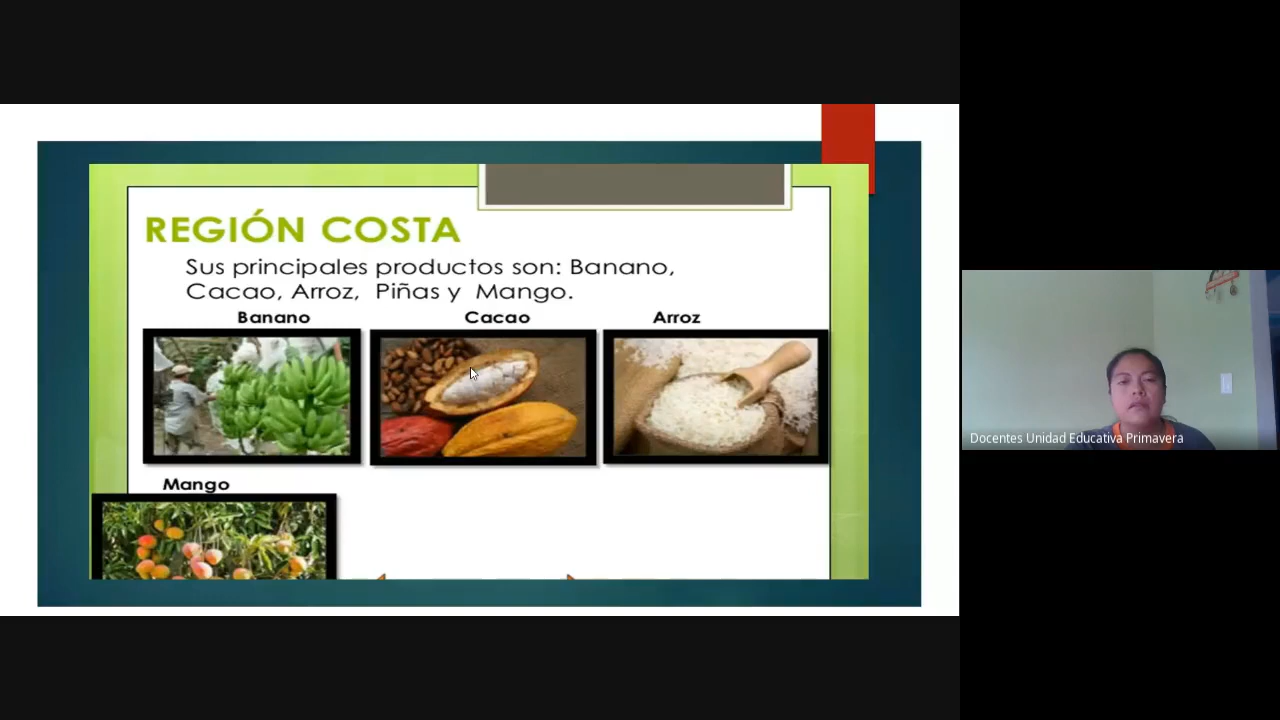 REGIÓN COSTA
Sus principales productos son: Banano,
Cacao, Arroz, Piñas y Mango.
Banano
Cacao
Arroz
Mango
Docentes Unidad Educativa Primavera